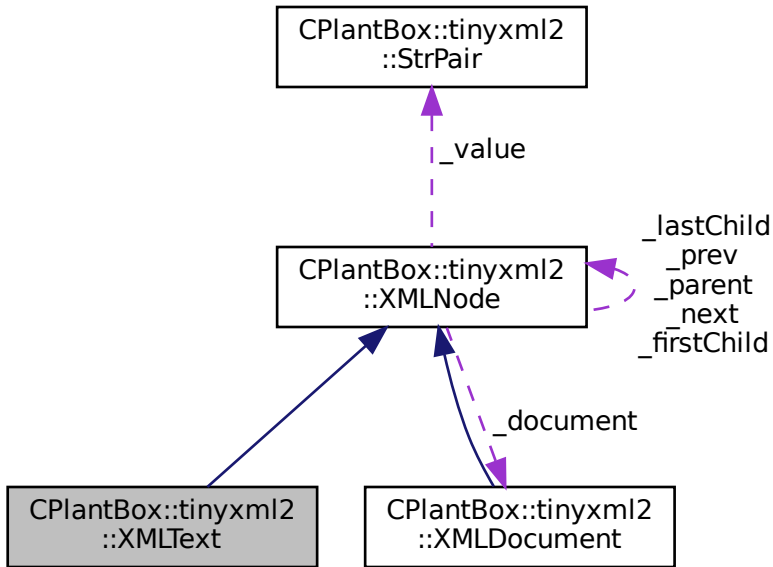 CPlantBox::tinyxml2
::StrPair
_value
CPlantBox::tinyxml2
::XMLNode
_lastChild
_prev
_parent
_next
_firstChild
_document
CPlantBox::tinyxml2
::XMLText
CPlantBox::tinyxml2
::XMLDocument